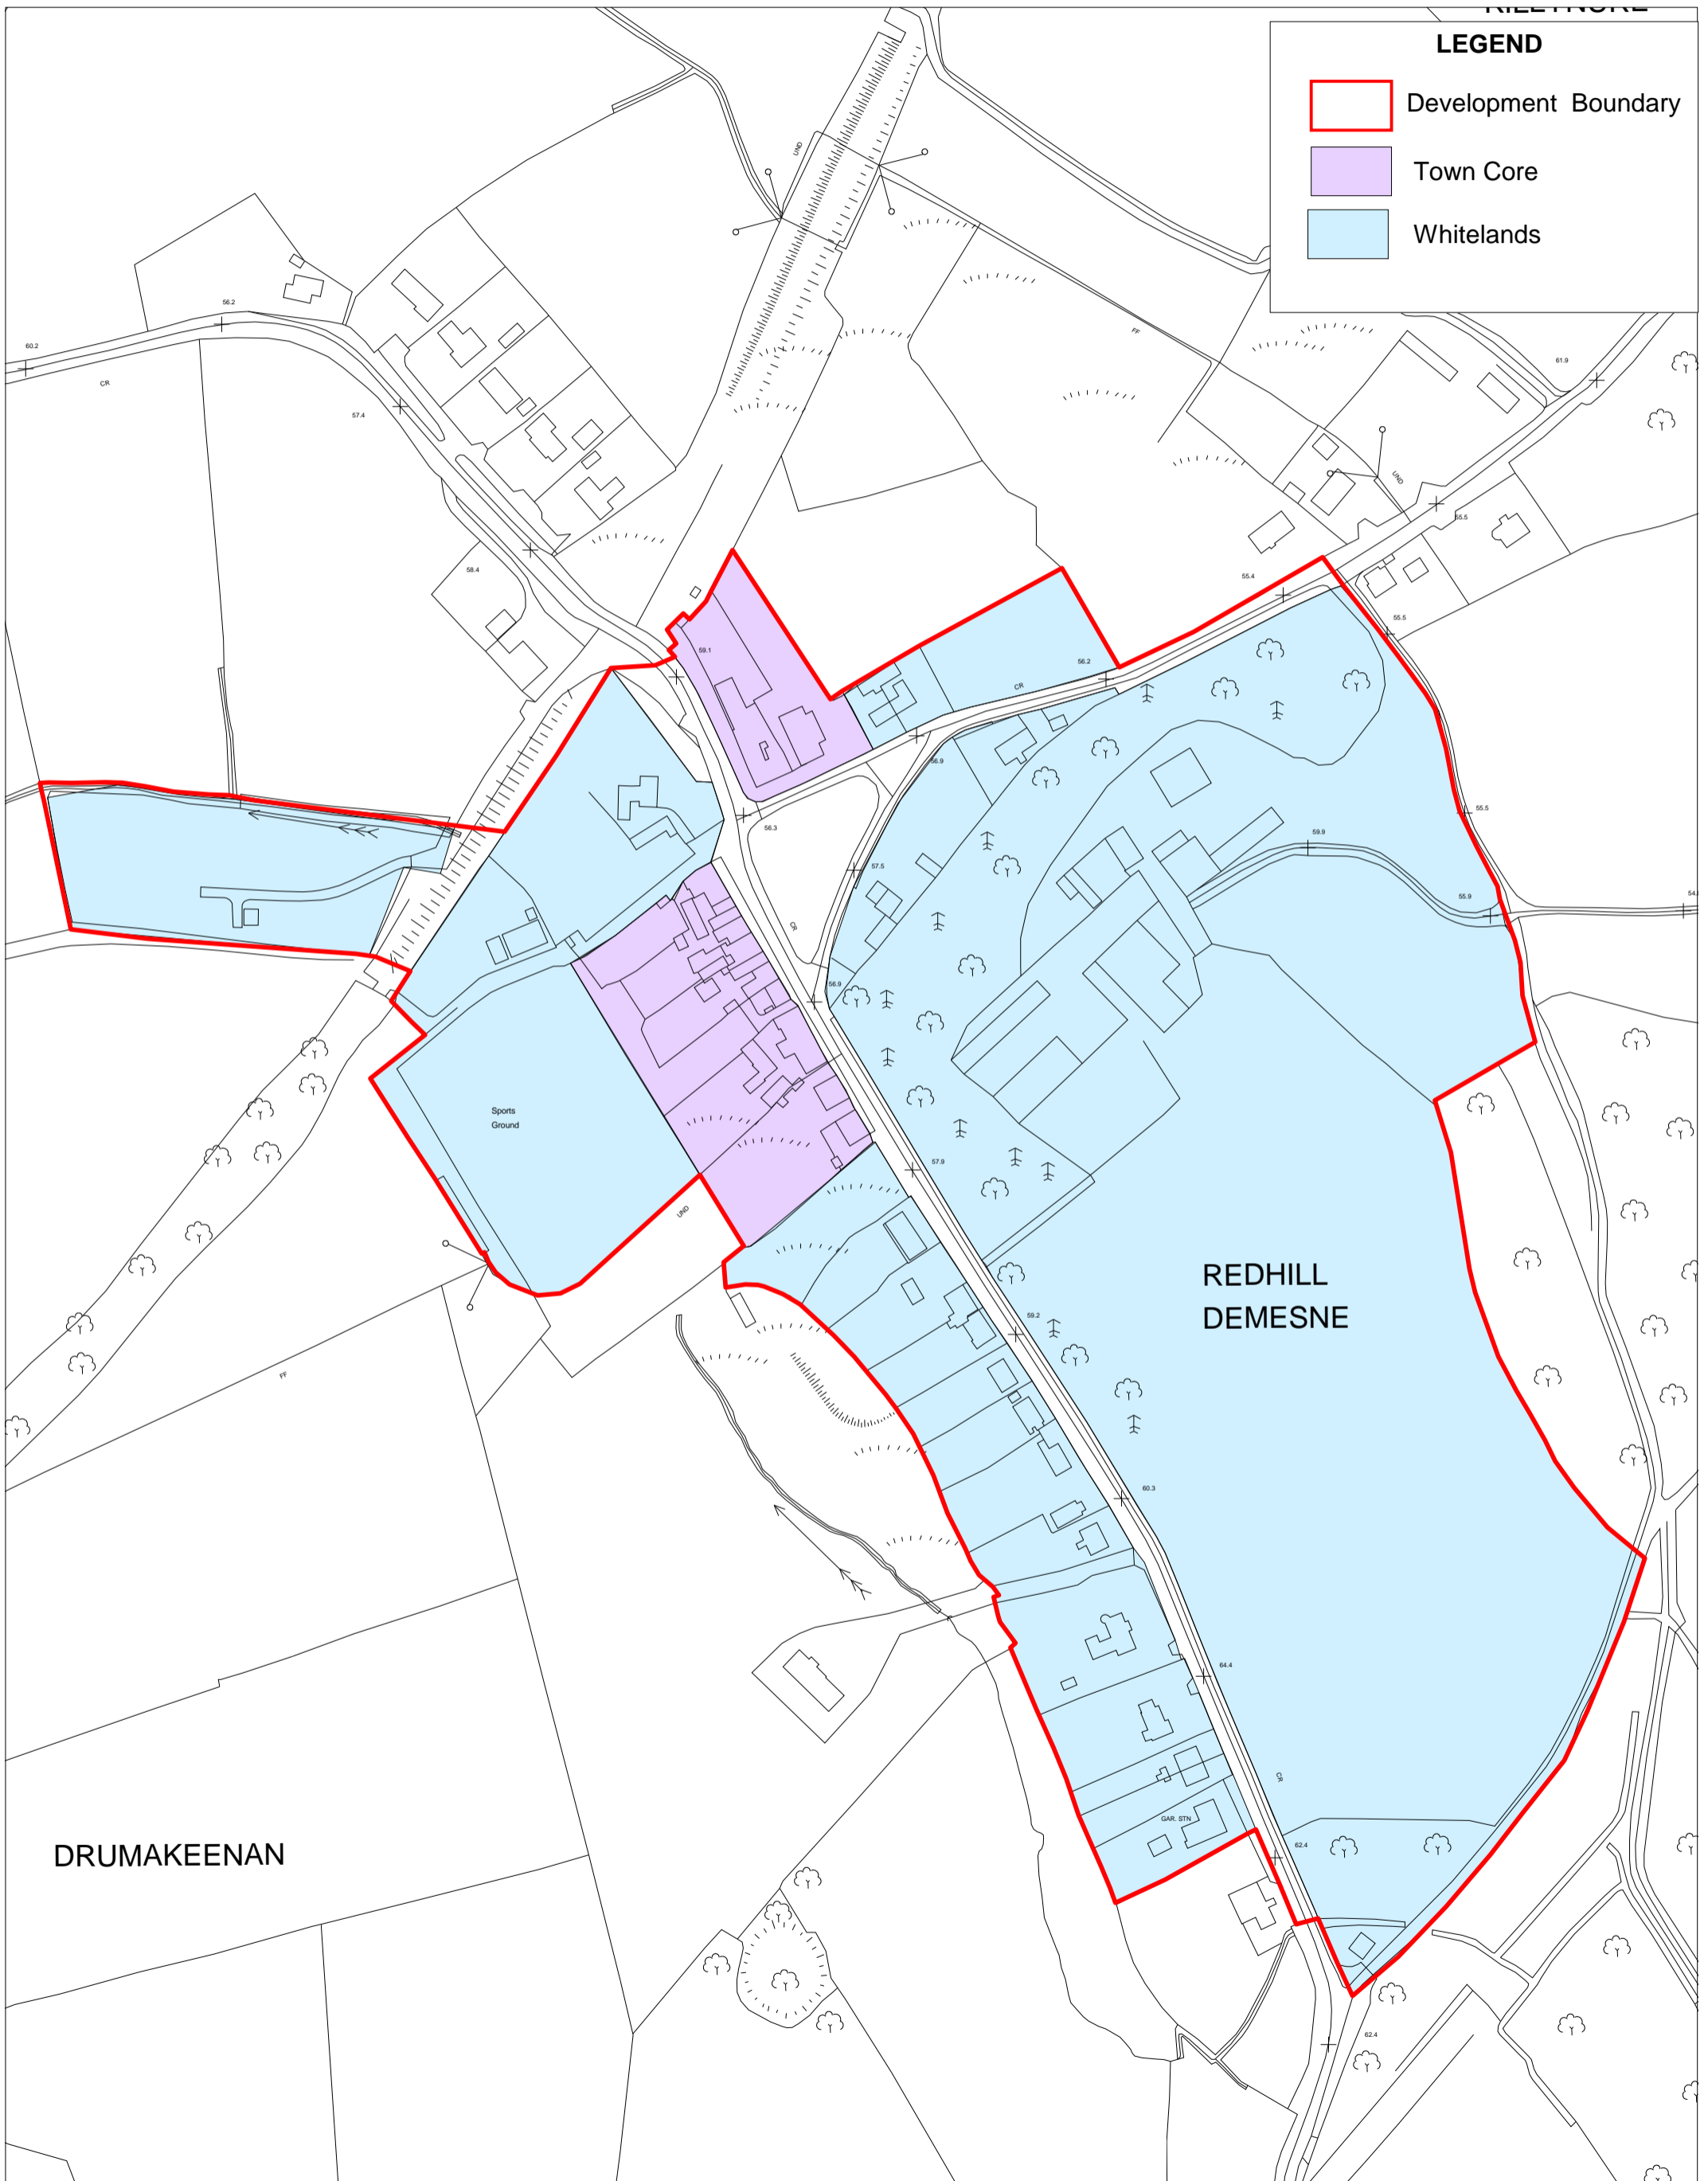 LEGEND
Development Boundary
Town Core
Whitelands
UND
56.2
60.2
CR
57.4
FF
61.9
UND
55.5
58.4
55.4
55.5
59.1
56.2
CR
56.9
56.3
55.5
57.5
59.9
55.9
CR
56.9
Sports
Ground
57.9
UND
REDHILL
DEMESNE
59.2
FF
60.3
64.4
CR
GAR. STN
62.4
DRUMAKEENAN
62.4